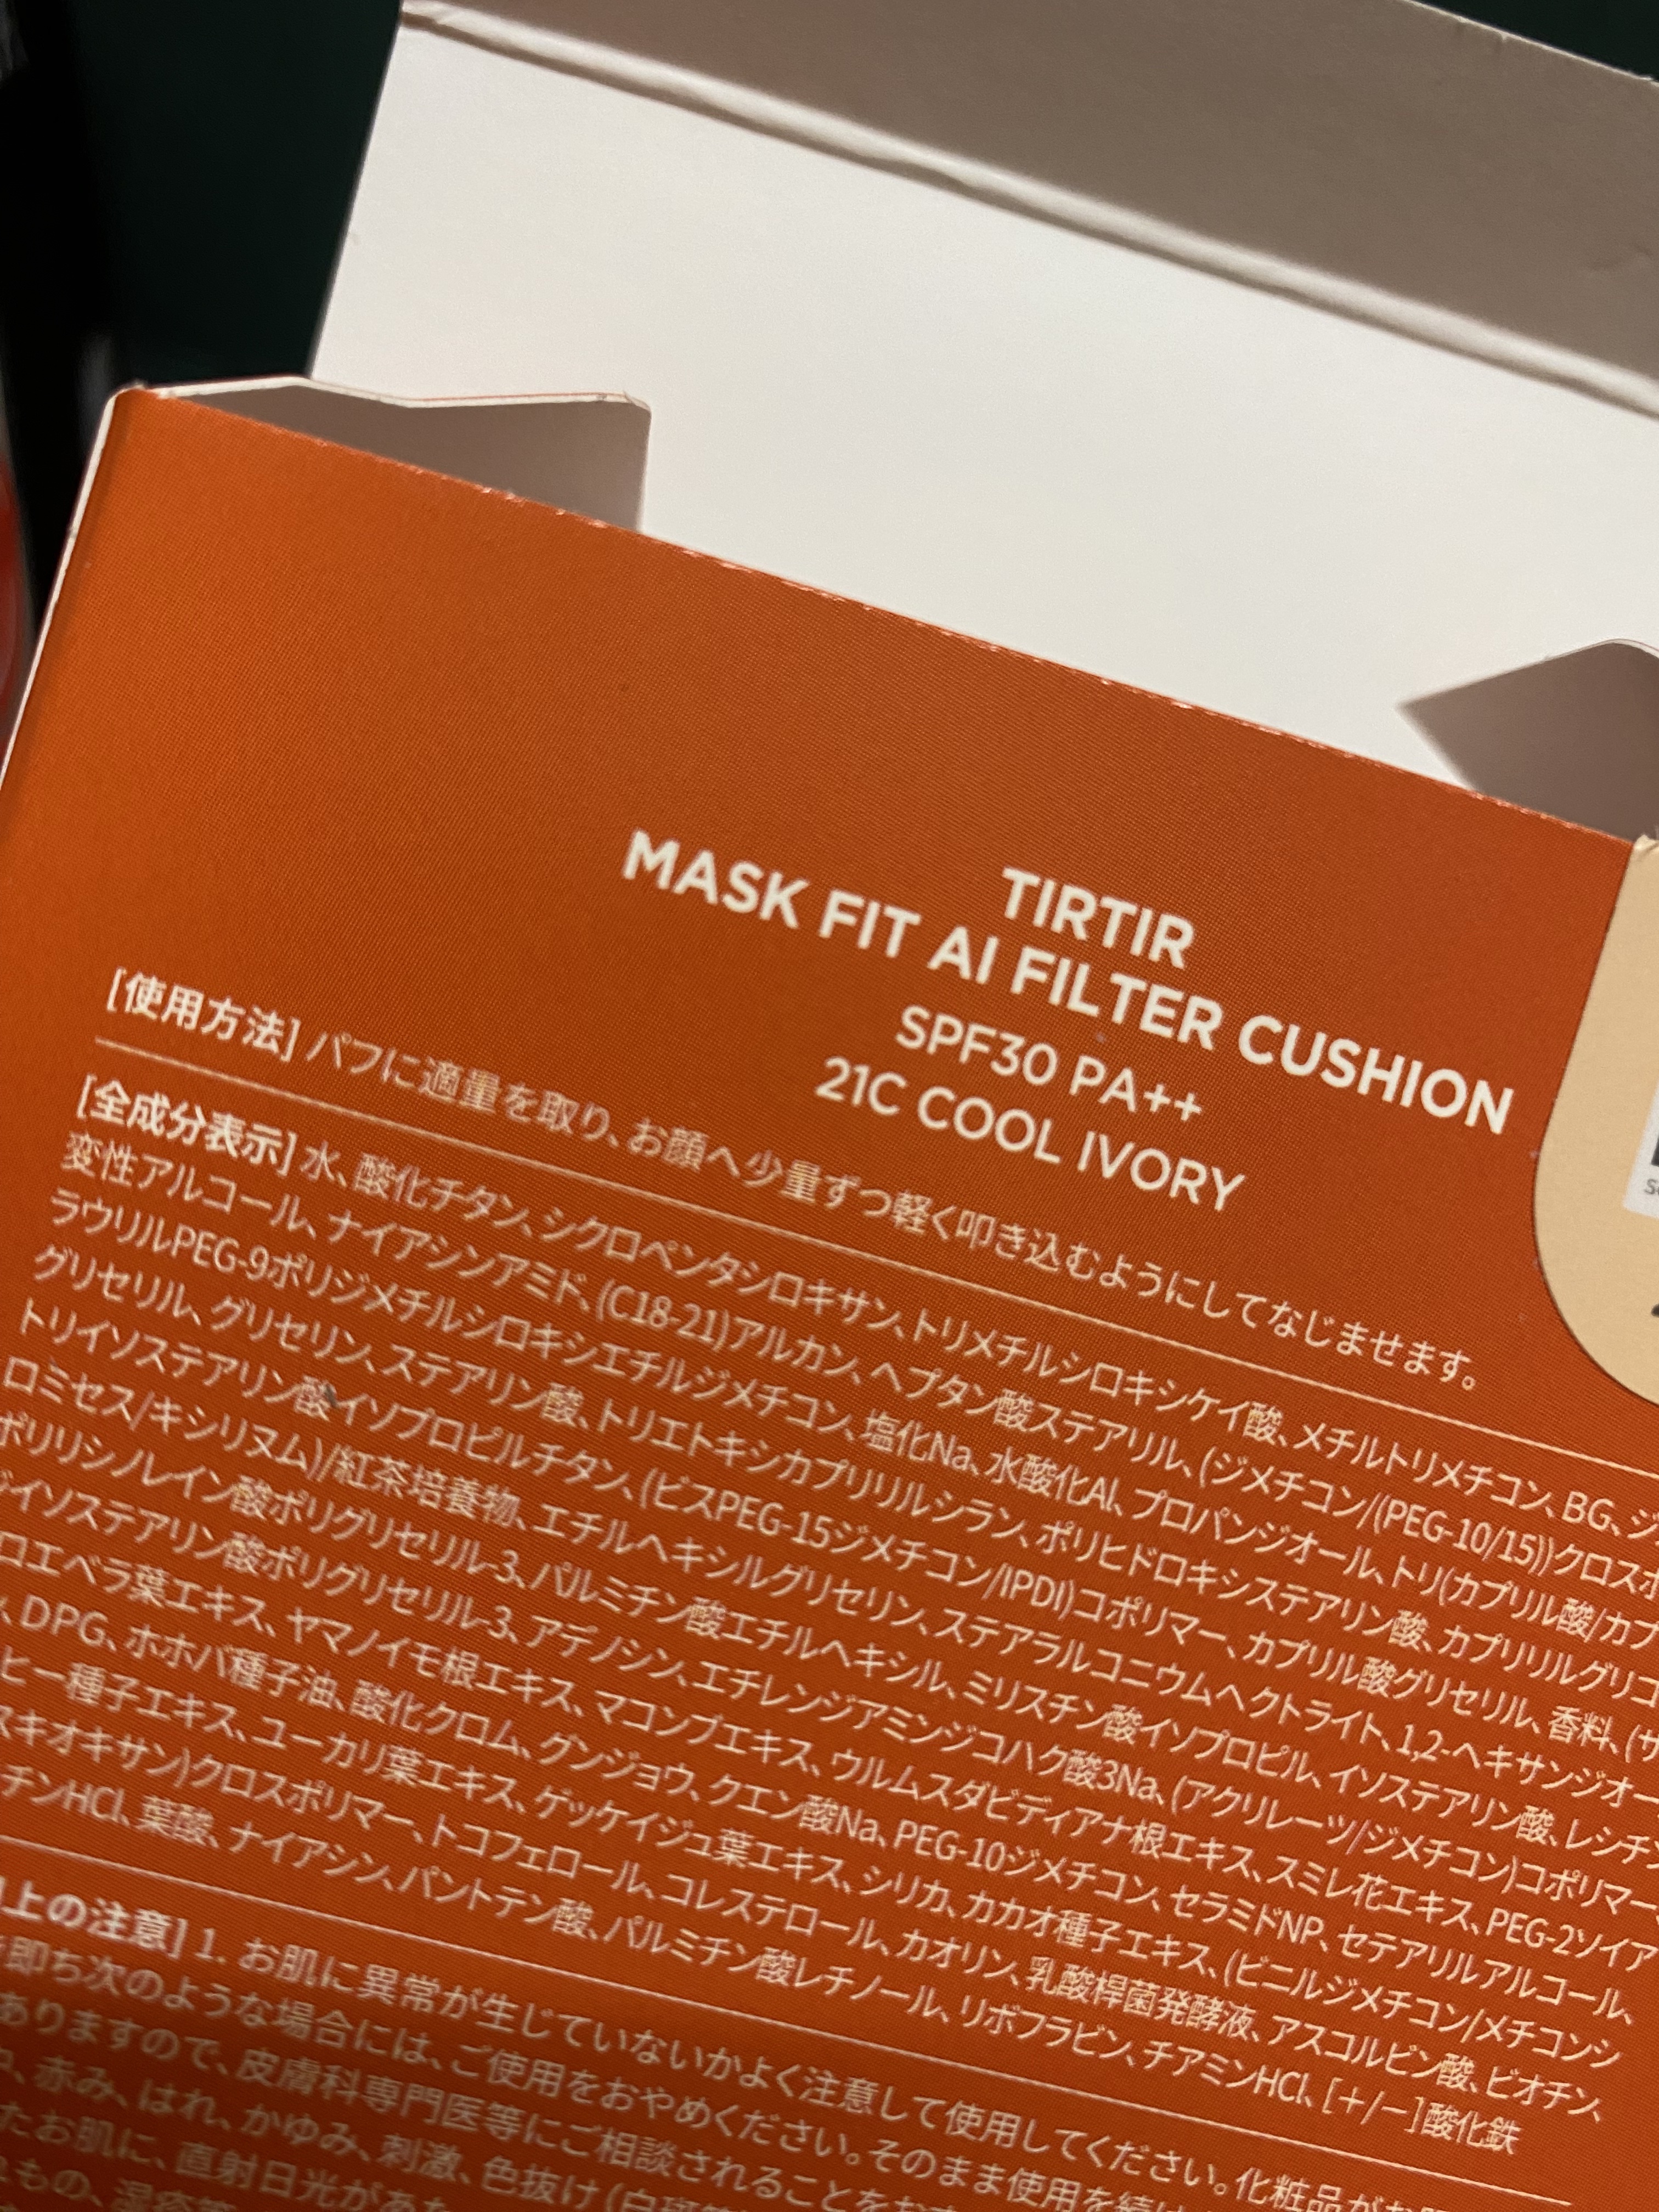 TIRTIR
MASK FIT AI FILTER CUSHION
SPF30 PA++
21C COOL IVORY
[使用方法] パフに適量を取り、お顔へ少量ずつ軽く叩き込むようにしてなじませます。
[全成分表示] 水、酸化チタン、シクロペンタシロキサン、トリメチルシロキシケイ酸、メチルトリメチコン、BG、ジ
変性アルコール、ナイアシンアミド、(C18-21)アルカン、ヘプタン酸ステアリル、(ジメチコン/(PEG-10/15))クロスポ
ラウリルPEG-9ポリジメチルシロキシエチルジメチコン、塩化Na、水酸化Al、プロパンジオール、トリ(カプリル酸/カプ
グリセリル、グリセリン、ステアリン酸、トリエトキシカプリリルシラン、ポリヒドロキシステアリン酸、カプリリルグリコ
トリイソステアリン酸イソプロピルチタン、(ビスPEG-15ジメチコン/IPDI)コポリマー、カプリル酸グリセリル、香料、(サ
ロミセス/キシリヌム)/紅茶培養物、エチルヘキシルグリセリン、ステアラルコニウムヘクトライト、1,2-ヘキサンジオー
ポリリシノレイン酸ポリグリセリル-3、パルミチン酸エチルヘキシル、ミリスチン酸イソプロピル、イソステアリン酸、レシチン
ジイソステアリン酸ポリグリセリル-3、アデノシン、エチレンジアミンジコハク酸3Na、(アクリレーツ/ジメチコン)コポリマー、
ロエベラ葉エキス、ヤマノイモ根エキス、マコンブエキス、ウルムスダビディアナ根エキス、スミレ花エキス、PEG-2ソイア
、DPG、ホホバ種子油、酸化クロム、グンジョウ、クエン酸Na、PEG-10ジメチコン、セラミドNP、セテアリルアルコール、
ヒー種子エキス、ユーカリ葉エキス、ゲッケイジュ葉エキス、シリカ、カカオ種子エキス、(ビニルジメチコン/メチコンシ
スキオキサン)クロスポリマー、トコフェロール、コレステロール、カオリン、乳酸桿菌発酵液、アスコルビン酸、ビオチン、
チンHCl、葉酸、ナイアシン、パントテン酸、パルミチン酸レチノール、リボフラビン、チアミンHCl、[+/-]酸化鉄
上の注意] 1. お肌に異常が生じていないかよく注意して使用してください。化粧品がお
即ち次のような場合には、ご使用をおやめください。そのまま使用を続け
ありますので、皮膚科専門医等にご相談されることをお
、赤み、はれ、かゆみ、刺激、色抜け(白斑等
たお肌に、直射日光があた
もの、湿疹等